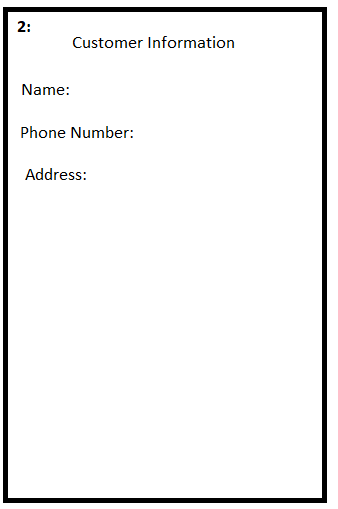 2:
Customer Information
Name:
Phone Number:
Address: